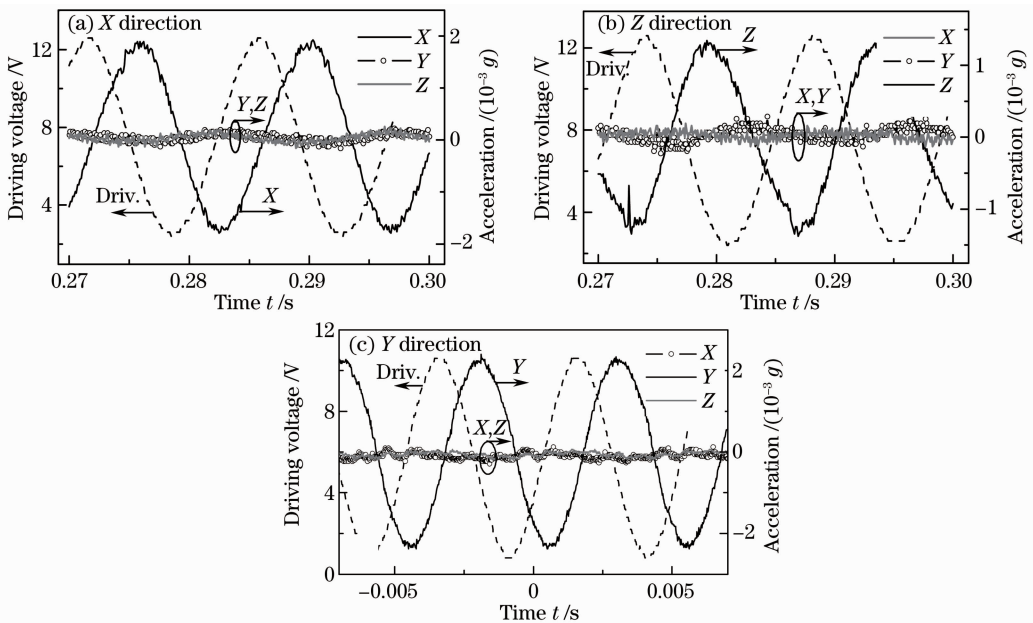 (a) X direction
X
Y
Z
Y,Z
Driv.
X
12
8
4
Driving voltage /V
2
0
−2
Acceleration /(10⁻³ g)
0.27 0.28 0.29 0.30
Time t /s
(b) Z direction
X
Y
Z
Driv.
Z
X,Y
12
8
4
Driving voltage /V
1
0
−1
Acceleration /(10⁻³ g)
0.27 0.28 0.29 0.30
Time t /s
(c) Y direction
X
Y
Z
Driv.
Y
X,Z
12
8
4
0
Driving voltage /V
2
0
−2
Acceleration /(10⁻³ g)
−0.005 0 0.005
Time t /s